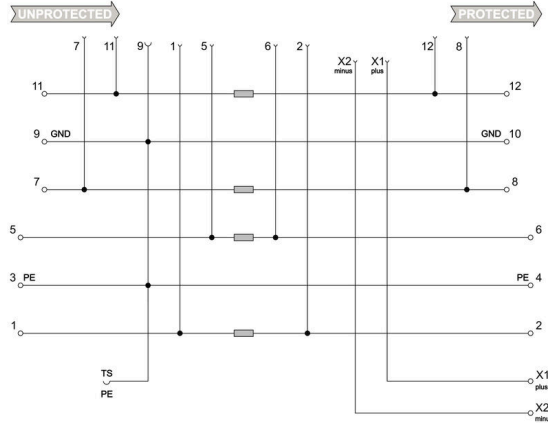 UNPROTECTED PROTECTED
7 11 9 1 5 6 2 12 8
X2 X1
minus plus
11 12
9 GND GND 10
7 8
5 6
3 PE PE 4
1 2
TS
PE
X1
plus
X2
minus